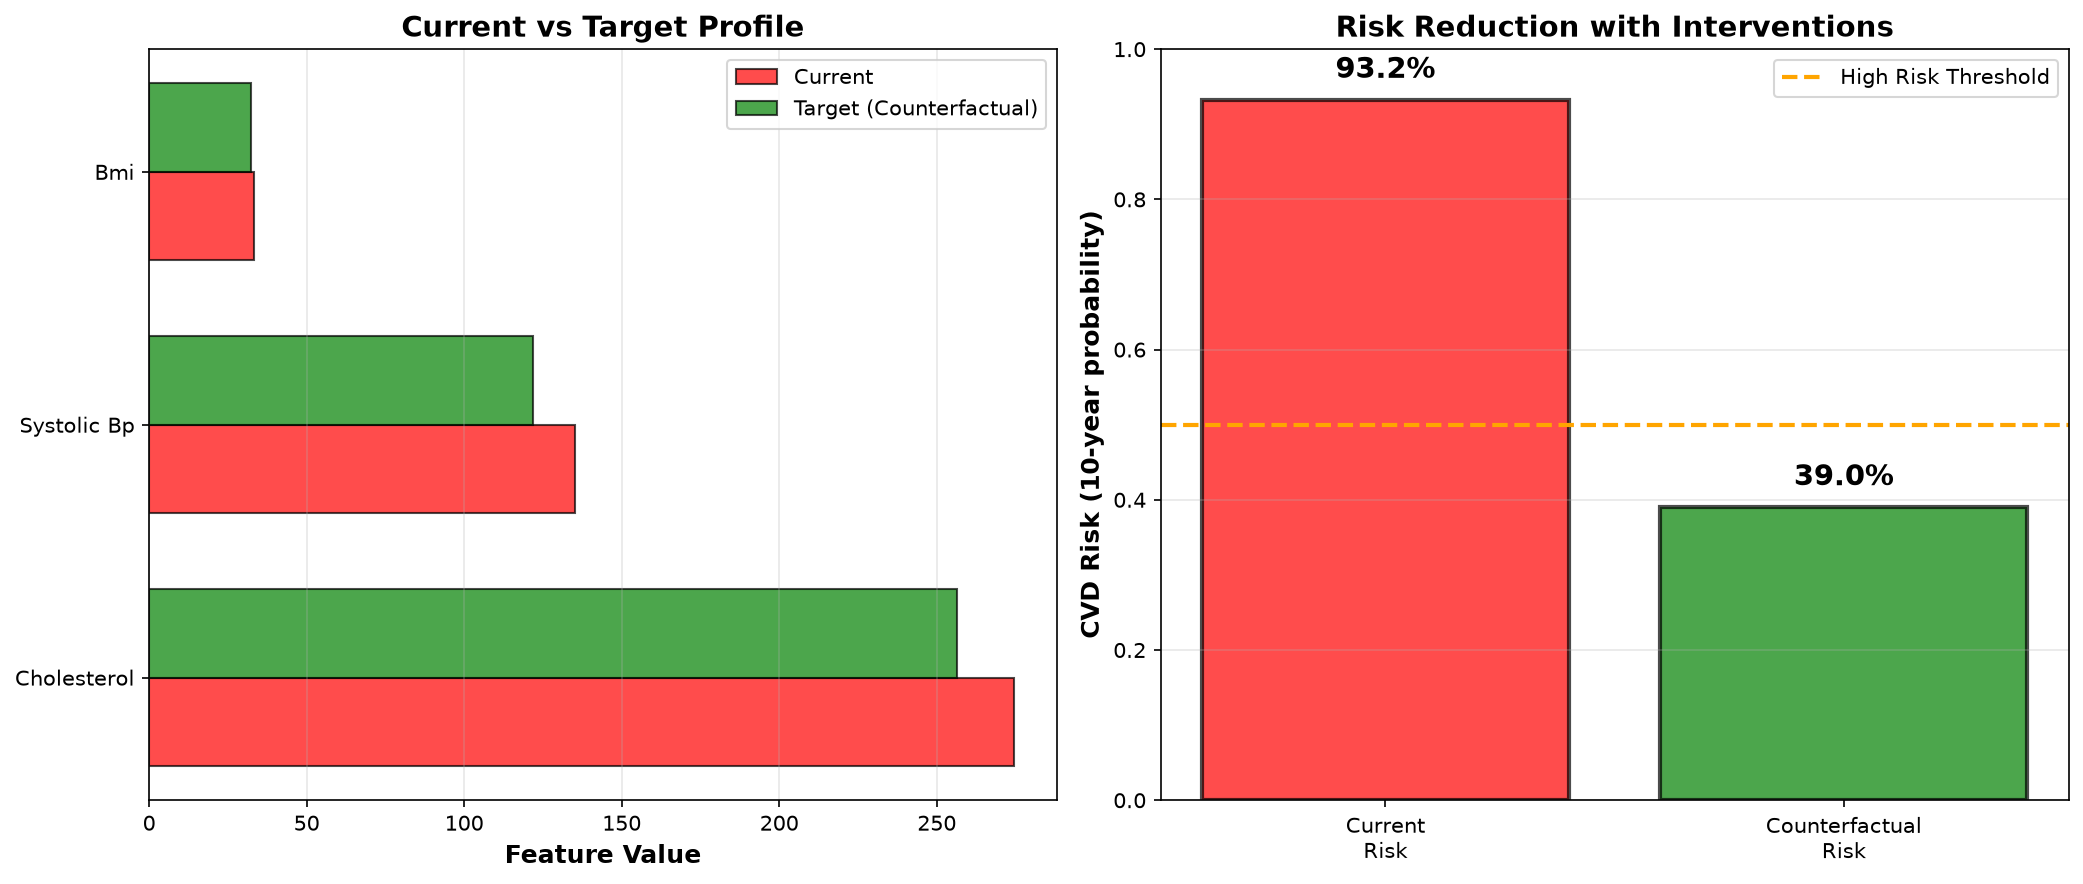 Current vs Target Profile
Current
Target (Counterfactual)
Bmi
Systolic Bp
Cholesterol
0
50
100
150
200
250
Feature Value
Risk Reduction with Interventions
High Risk Threshold
93.2%
39.0%
CVD Risk (10-year probability)
1.0
0.8
0.6
0.4
0.2
0.0
Current
Risk
Counterfactual
Risk